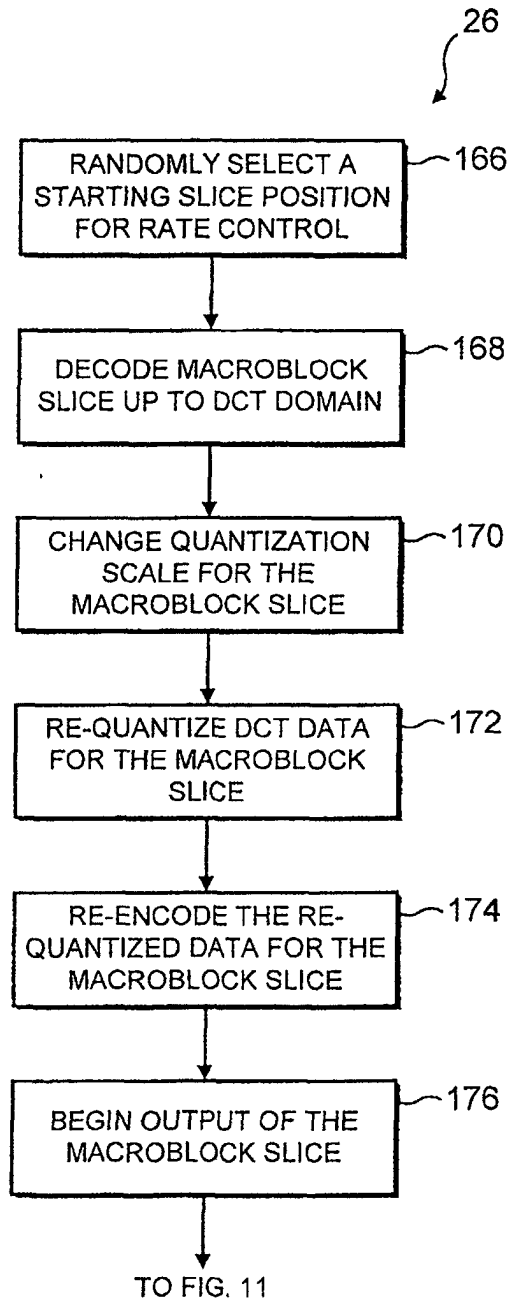 26
RANDOMLY SELECT A
STARTING SLICE POSITION
FOR RATE CONTROL
166
DECODE MACROBLOCK
SLICE UP TO DCT DOMAIN
168
CHANGE QUANTIZATION
SCALE FOR THE
MACROBLOCK SLICE
170
RE-QUANTIZE DCT DATA
FOR THE MACROBLOCK
SLICE
172
RE-ENCODE THE RE-
QUANTIZED DATA FOR THE
MACROBLOCK SLICE
174
BEGIN OUTPUT OF THE
MACROBLOCK SLICE
176
TO FIG. 11